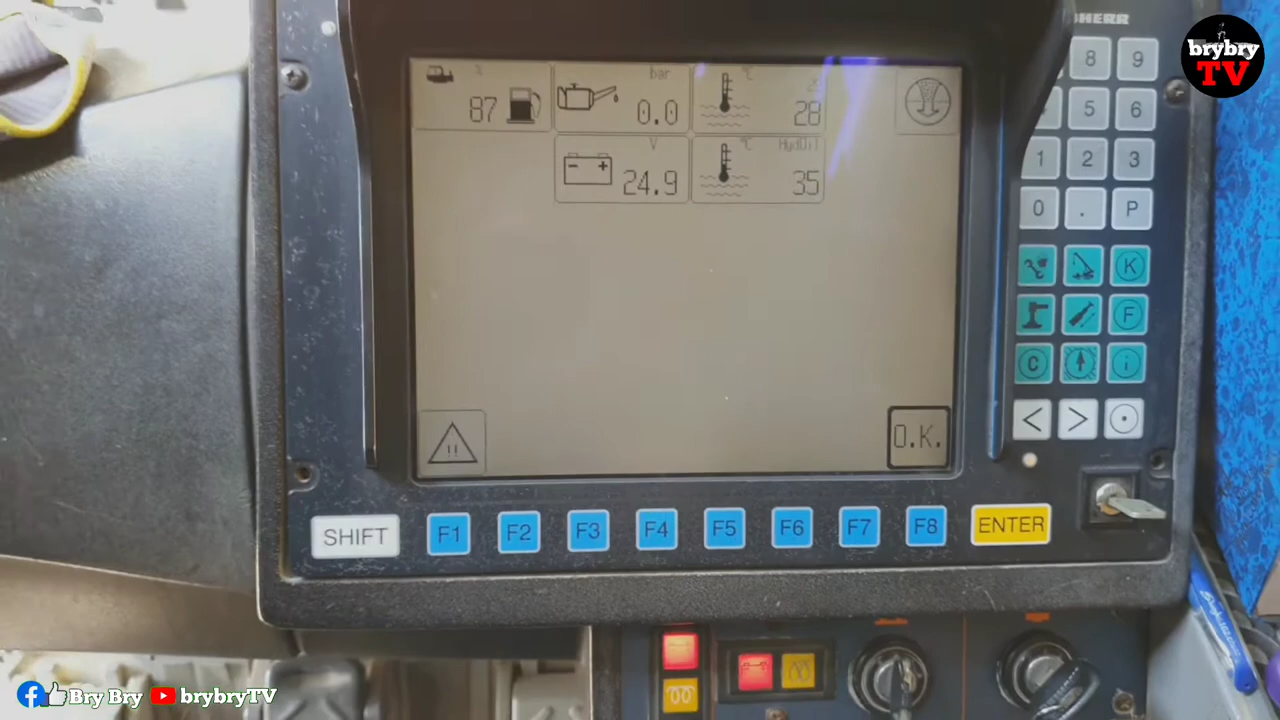 HERR
brybry
TV
%
87
bar
0.0
°C
28
V
24.9
°C
HydOil
35
!!
O.K.
8
9
5
6
1
2
3
0
.
P
K
F
C
i
<
>
SHIFT
F1
F2
F3
F4
F5
F6
F7
F8
ENTER
Bry Bry
brybryTV